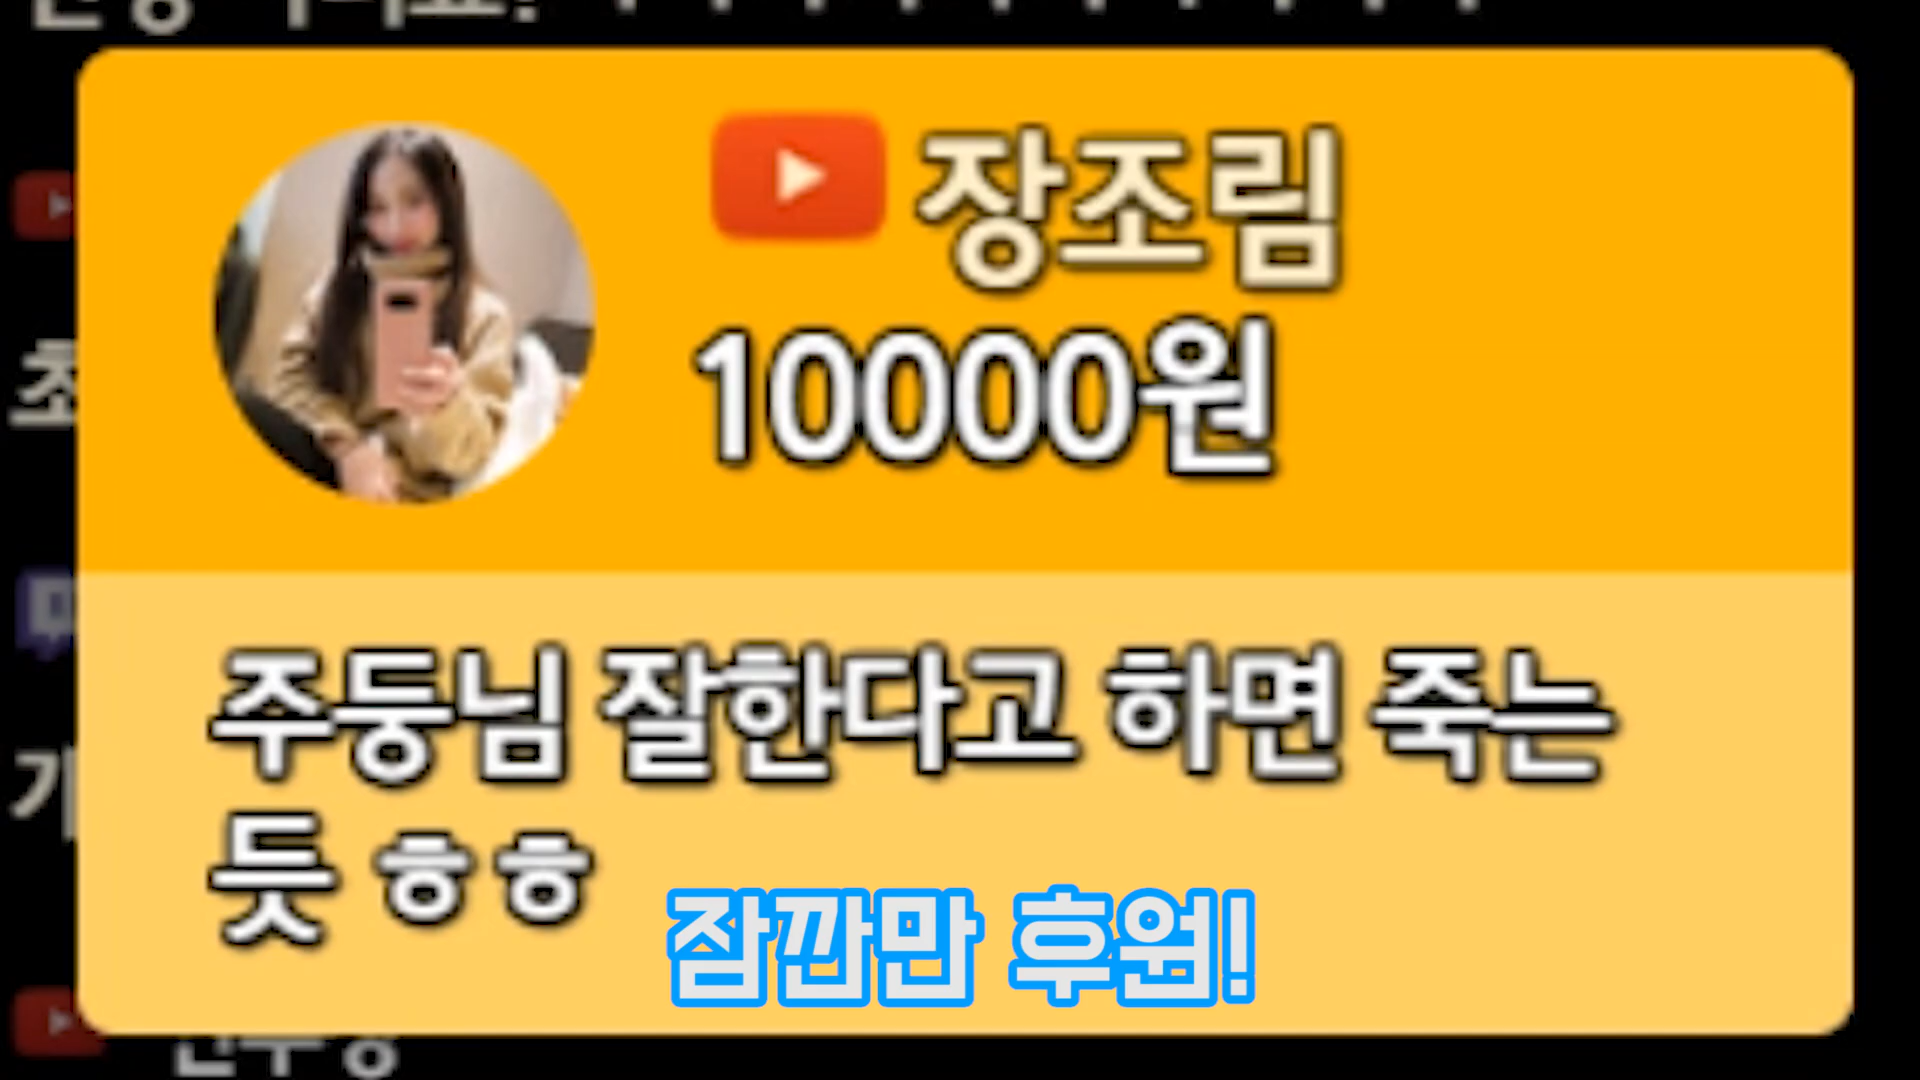 장조림
10000원
주둥님 잘한다고 하면 죽는
듯 ㅎㅎ
잠깐만 후원!